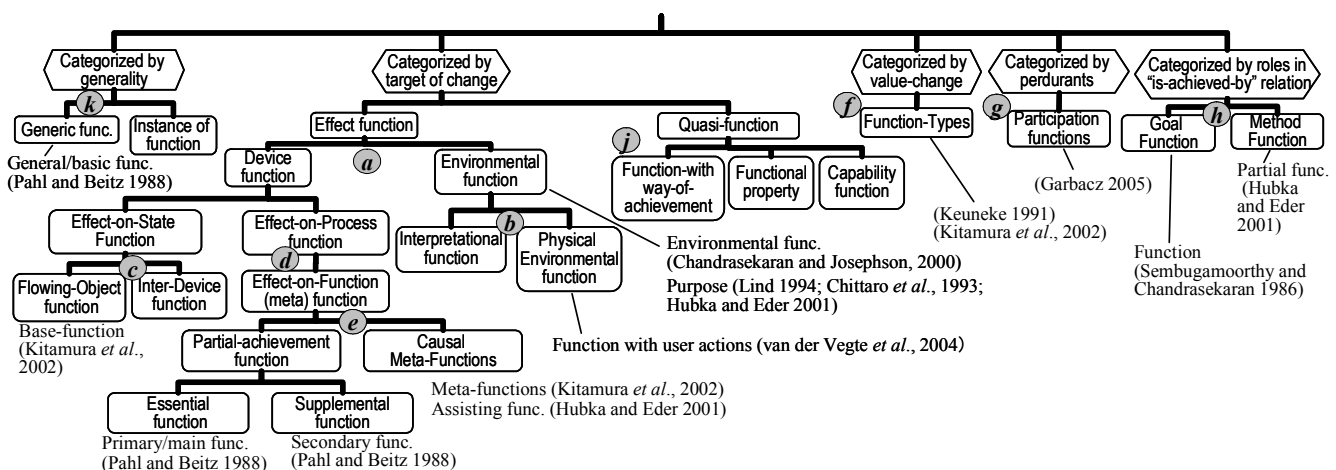 Categorized by
generality
Categorized by
target of change
Categorized by
value-change
Categorized by
perdurants
Categorized by roles in
“is-achieved-by” relation
k
Generic func.
Instance of
function
General/basic func.
(Pahl and Beitz 1988)
Effect function
Quasi-function
f
Function-Types
g
Participation
functions
h
Goal
Function
Method
Function
a
Device
function
Environmental
function
j
Function-with
way-of-
achievement
Functional
property
Capability
function
(Keuneke 1991)
(Kitamura et al., 2002)
(Garbacz 2005)
Function
(Sembugamoorthy and
Chandrasekaran 1986)
Partial func.
(Hubka
and Eder
2001)
Effect-on-State
Function
Effect-on-Process
function
b
Interpretational
function
Physical
Environmental
function
Environmental func.
(Chandrasekaran and Josephson, 2000)
Purpose (Lind 1994; Chittaro et al., 1993;
Hubka and Eder 2001)
c
Flowing-Object
function
Inter-Device
function
d
Effect-on-Function
(meta) function
Base-function
(Kitamura et al.,
2002)
e
Partial-achievement
function
Causal
Meta-Functions
Function with user actions (van der Vegte et al., 2004)
Meta-functions (Kitamura et al., 2002)
Assisting func. (Hubka and Eder 2001)
Essential
function
Supplemental
function
Primary/main func.
(Pahl and Beitz 1988)
Secondary func.
(Pahl and Beitz 1988)